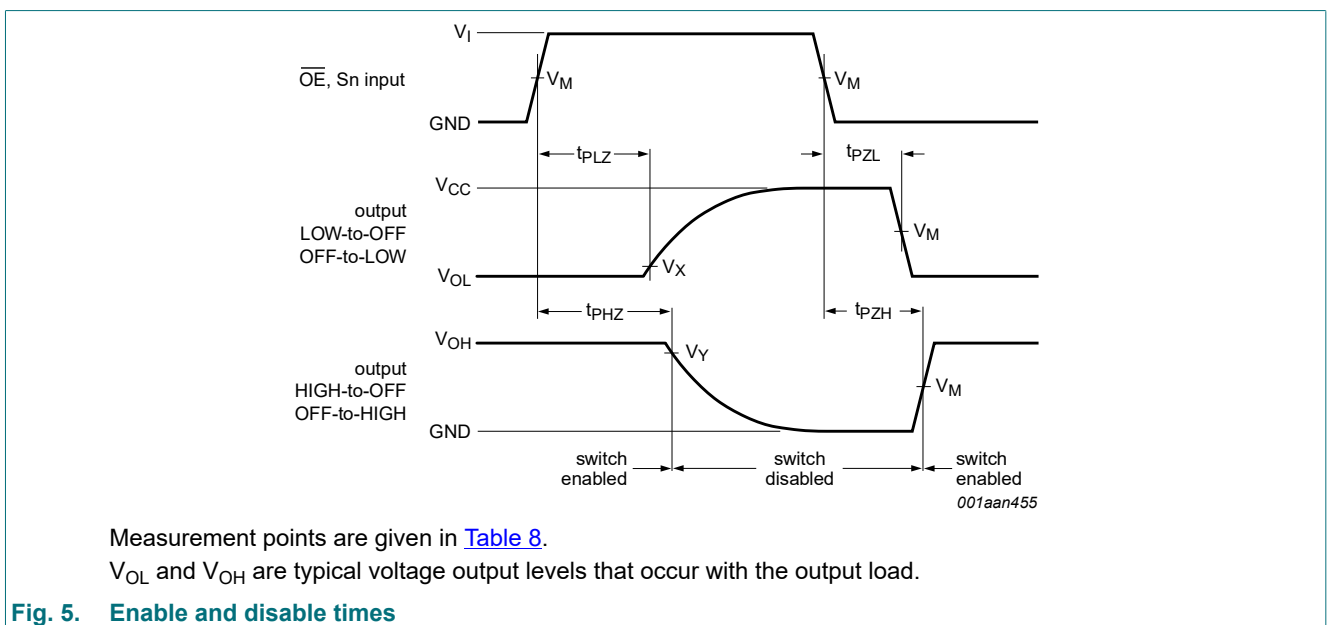 V_I
OE, Sn input
V_M
V_M
GND
t_PLZ
t_PZL
V_CC
output
LOW-to-OFF
OFF-to-LOW
V_M
V_X
V_OL
t_PHZ
t_PZH
V_OH
V_Y
output
HIGH-to-OFF
OFF-to-HIGH
V_M
GND
switch
enabled
switch
disabled
switch
enabled
001aan455
Measurement points are given in Table 8.
V_OL and V_OH are typical voltage output levels that occur with the output load.
Fig. 5. Enable and disable times